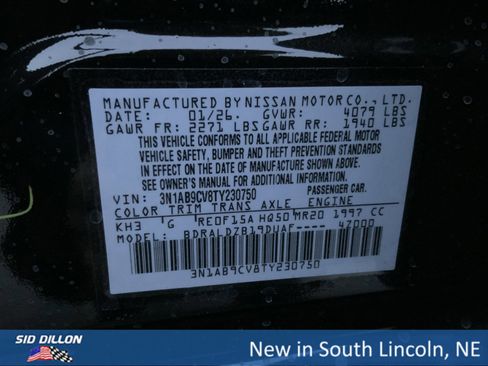 MANUFACTURED BY NISSAN MOTOR CO., LTD.
DATE: 01/26. GVWR: 4079 LBS
GAWR FR: 2271 LBS GAWR RR: 1940 LBS
THIS VEHICLE CONFORMS TO ALL APPLICABLE FEDERAL MOTOR
VEHICLE SAFETY, BUMPER AND THEFT PREVENTION STANDARDS
IN EFFECT ON THE DATE OF MANUFACTURE SHOWN ABOVE.
SEE OWNER'S MANUAL FOR ADDITIONAL INFORMATION.
VIN: 3N1AB9CV8TY230750 PASSENGER CAR.
COLOR TRIM TRANS AXLE ENGINE
KH3 G RE0F15A HQ50 MR20 1997 CC
MODEL: BDRALDZB19DUAF---- 47000
3N1AB9CV8TY230750
SID DILLON
New in South Lincoln, NE